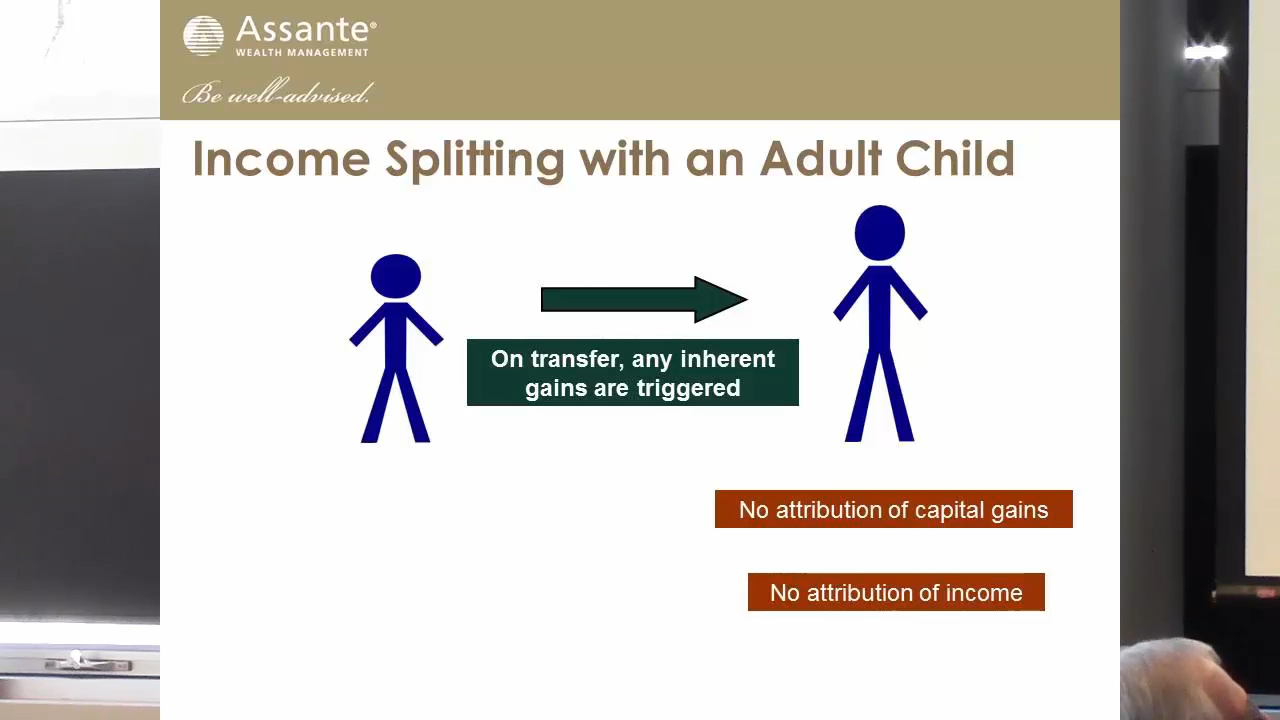 Assante®
WEALTH MANAGEMENT
Be well-advised.
Income Splitting with an Adult Child
On transfer, any inherent
gains are triggered
No attribution of capital gains
No attribution of income